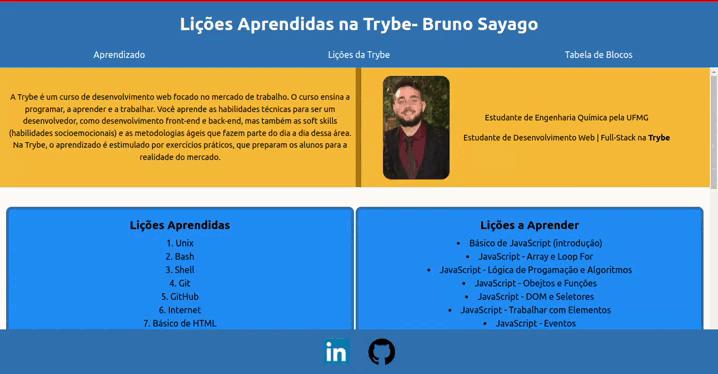 Lições Aprendidas na Trybe- Bruno Sayago
Aprendizado
Lições da Trybe
Tabela de Blocos
A Trybe é um curso de desenvolvimento web focado no mercado de trabalho. O curso ensina a
programar, a aprender e a trabalhar. Você aprende as habilidades técnicas para ser um
desenvolvedor, como desenvolvimento front-end e back-end, mas também as soft skills
(habilidades socioemocionais) e as metodologias ágeis que fazem parte do dia a dia dessa área.
Na Trybe, o aprendizado é estimulado por exercícios práticos, que preparam os alunos para a
realidade do mercado.
Estudante de Engenharia Química pela UFMG
Estudante de Desenvolvimento Web | Full-Stack na Trybe
Lições Aprendidas
1. Unix
2. Bash
3. Shell
4. Git
5. GitHub
6. Internet
7. Básico de HTML
Lições a Aprender
• Básico de JavaScript (introdução)
• JavaScript - Array e Loop For
• JavaScript - Lógica de Progamação e Algoritmos
• JavaScript - Obejtos e Funções
• JavaScript - DOM e Seletores
• JavaScript - Trabalhar com Elementos
• JavaScript - Eventos
in